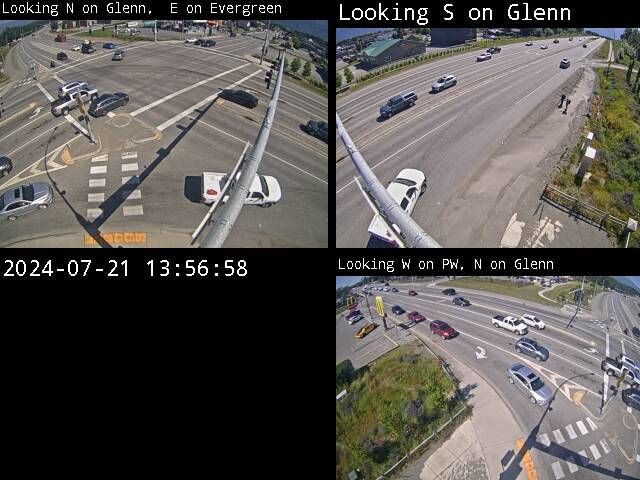 Looking N on Glenn,  E on Evergreen
Looking S on Glenn
2024-07-21 13:56:58
Looking W on PW, N on Glenn